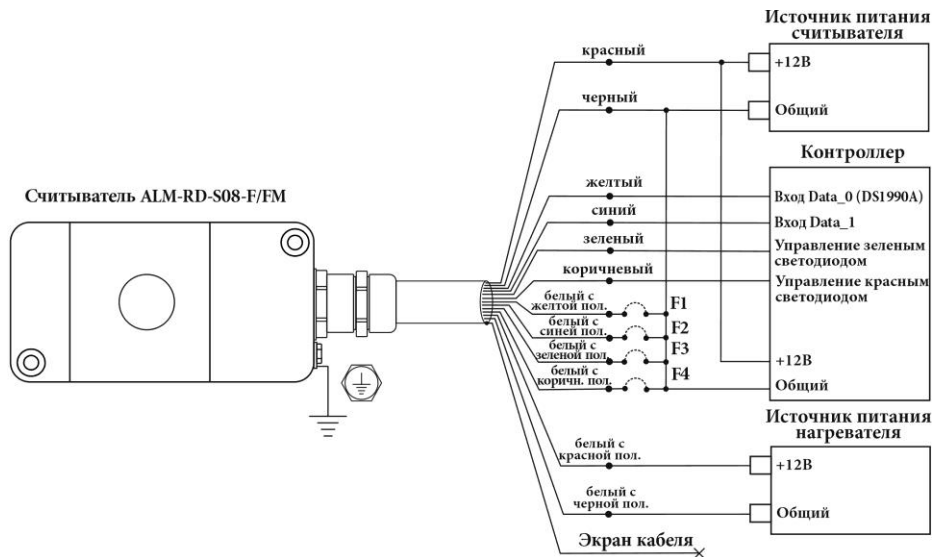 Источник питания
считывателя
красный
+12В
черный
Общий
Контроллер
Считыватель ALM-RD-S08-F/FM
желтый
Вход Data_0 (DS1990A)
синий
Вход Data_1
зеленый
Управление зеленым
светодиодом
коричневый
Управление красным
светодиодом
белый с
желтой пол.
F1
белый с
синей пол.
F2
белый с
зеленой пол.
F3
белый с
коричн. пол.
F4
+12В
Общий
Источник питания
нагревателя
белый с
красной пол.
+12В
белый с
черной пол.
Общий
Экран кабеля